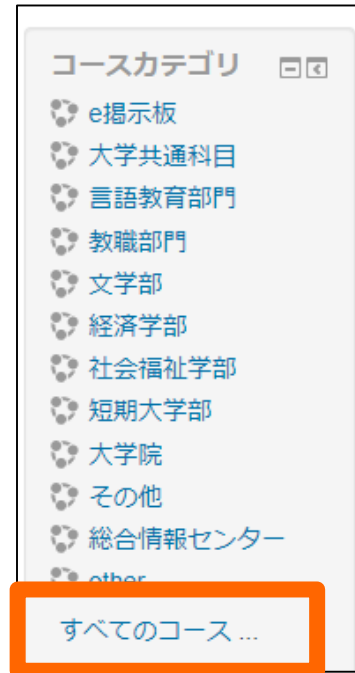 コースカテゴリ
e掲示板
大学共通科目
言語教育部門
教職部門
文学部
経済学部
社会福祉学部
短期大学部
大学院
その他
総合情報センター
other
すべてのコース ...